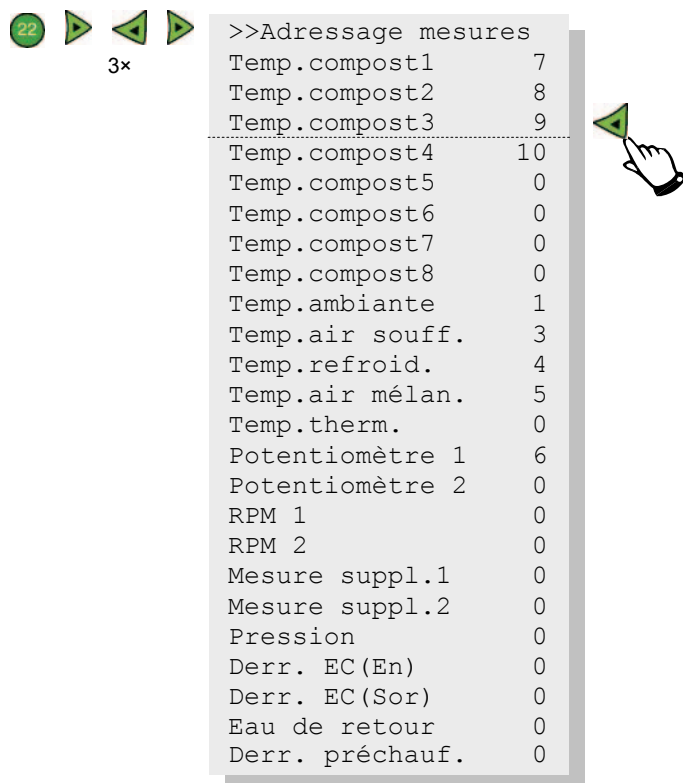 22
3×
>>Adressage mesures
Temp.compost1 7
Temp.compost2 8
Temp.compost3 9
Temp.compost4 10
Temp.compost5 0
Temp.compost6 0
Temp.compost7 0
Temp.compost8 0
Temp.ambiante 1
Temp.air souff. 3
Temp.refroid. 4
Temp.air mélan. 5
Temp.therm. 0
Potentiomètre 1 6
Potentiomètre 2 0
RPM 1 0
RPM 2 0
Mesure suppl.1 0
Mesure suppl.2 0
Pression 0
Derr. EC(En) 0
Derr. EC(Sor) 0
Eau de retour 0
Derr. préchauf. 0